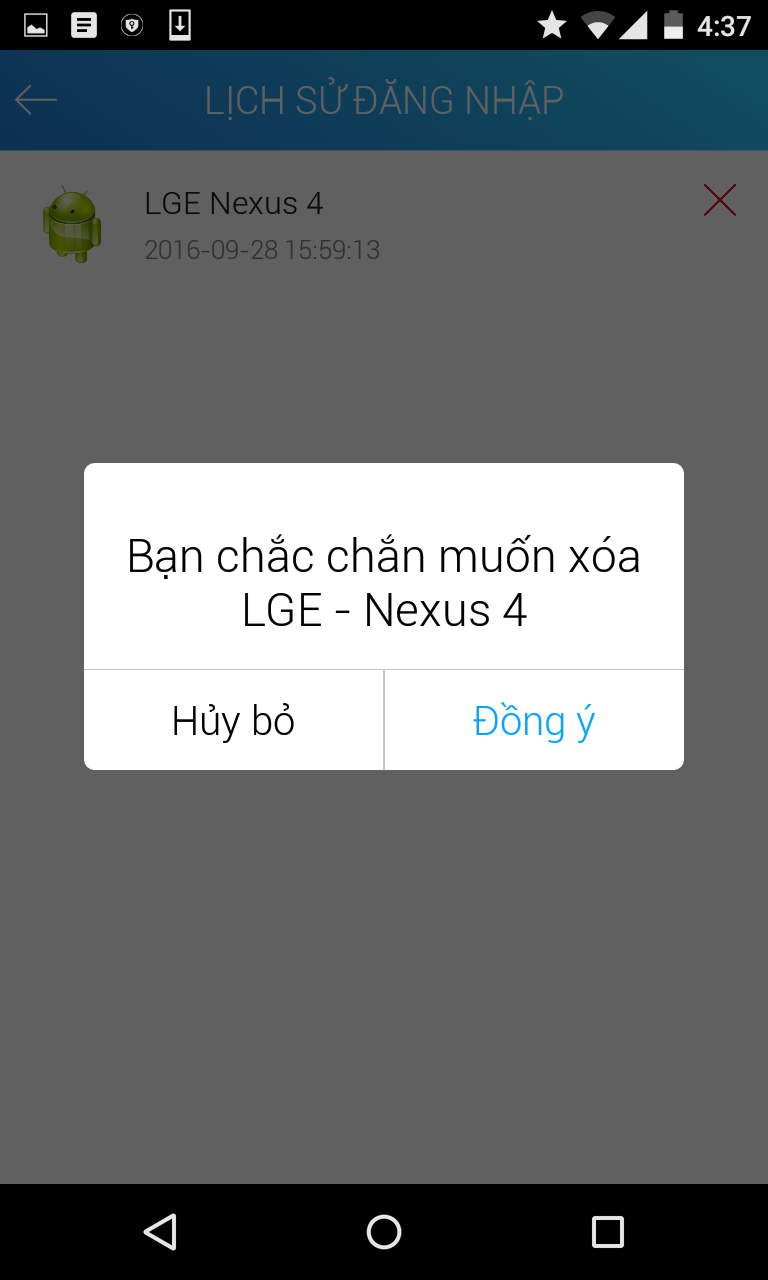 4:37
LỊCH SỬ ĐĂNG NHẬP
LGE Nexus 4
2016-09-28 15:59:13
Bạn chắc chắn muốn xóa
LGE - Nexus 4
Hủy bỏ
Đồng ý